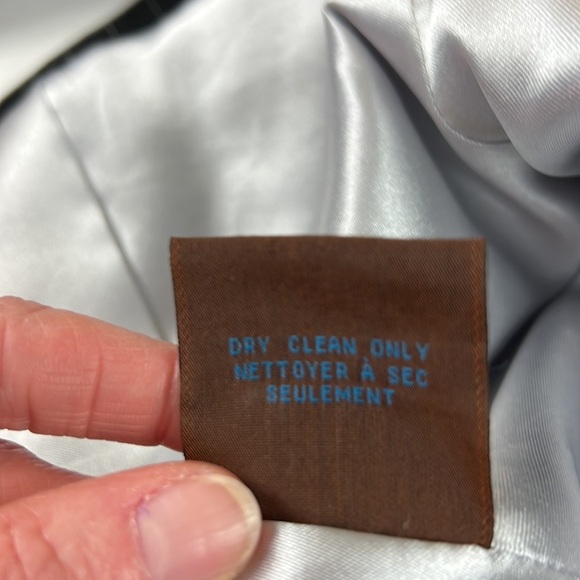 DRY CLEAN ONLY
NETTOYER À SEC
SEULEMENT